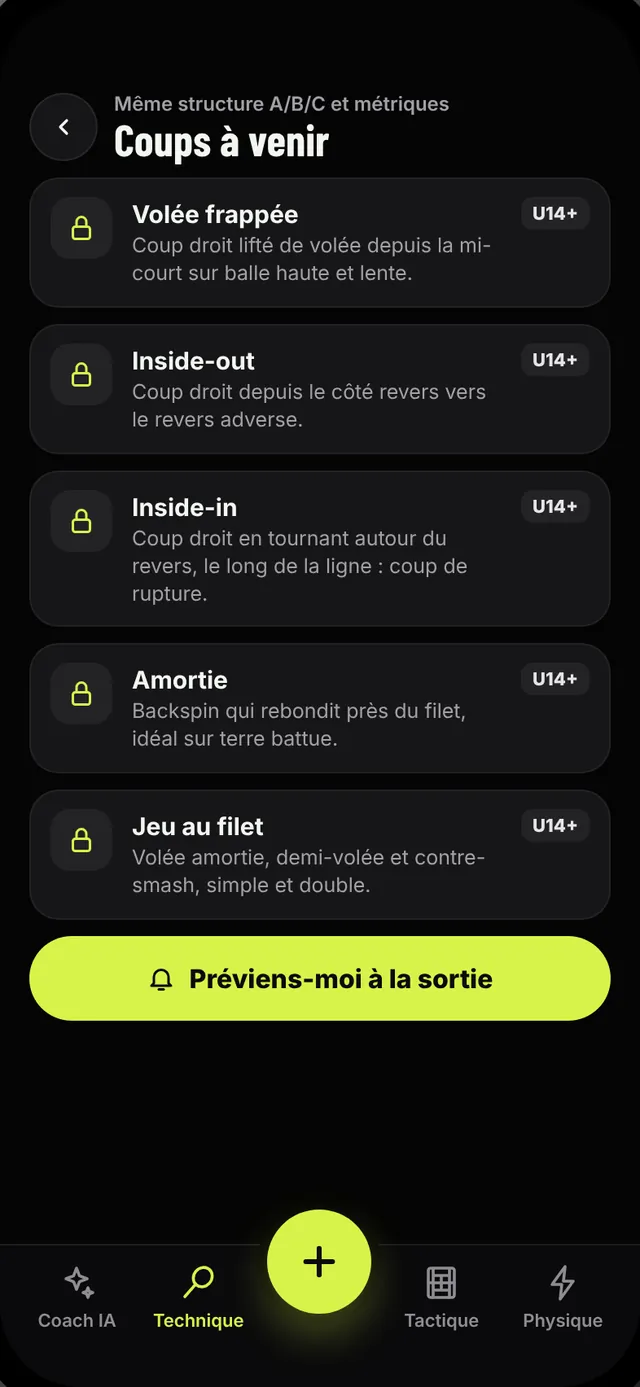 Même structure A/B/C et métriques
Coups à venir
Volée frappée
U14+
Coup droit lifté de volée depuis la mi-
court sur balle haute et lente.
Inside-out
U14+
Coup droit depuis le côté revers vers
le revers adverse.
Inside-in
U14+
Coup droit en tournant autour du
revers, le long de la ligne : coup de
rupture.
Amortie
U14+
Backspin qui rebondit près du filet,
idéal sur terre battue.
Jeu au filet
U14+
Volée amortie, demi-volée et contre-
smash, simple et double.
Préviens-moi à la sortie
Coach IA
Technique
Tactique
Physique